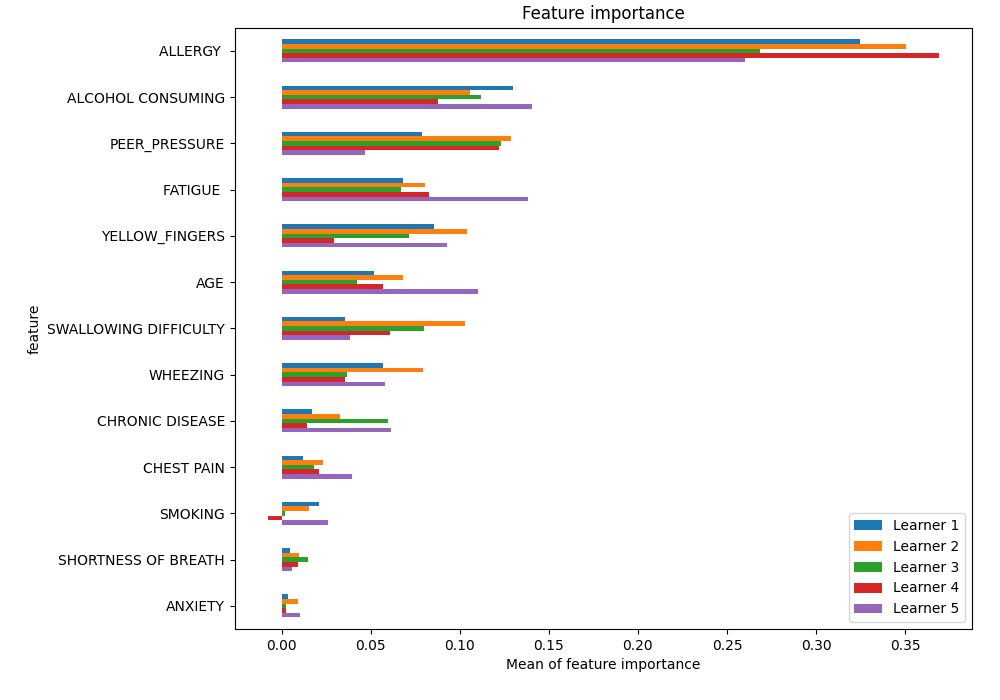 Feature importance
ALLERGY
ALCOHOL CONSUMING
PEER_PRESSURE
FATIGUE
YELLOW_FINGERS
AGE
SWALLOWING DIFFICULTY
WHEEZING
CHRONIC DISEASE
CHEST PAIN
SMOKING
SHORTNESS OF BREATH
ANXIETY
feature
Learner 1
Learner 2
Learner 3
Learner 4
Learner 5
0.00 0.05 0.10 0.15 0.20 0.25 0.30 0.35
Mean of feature importance